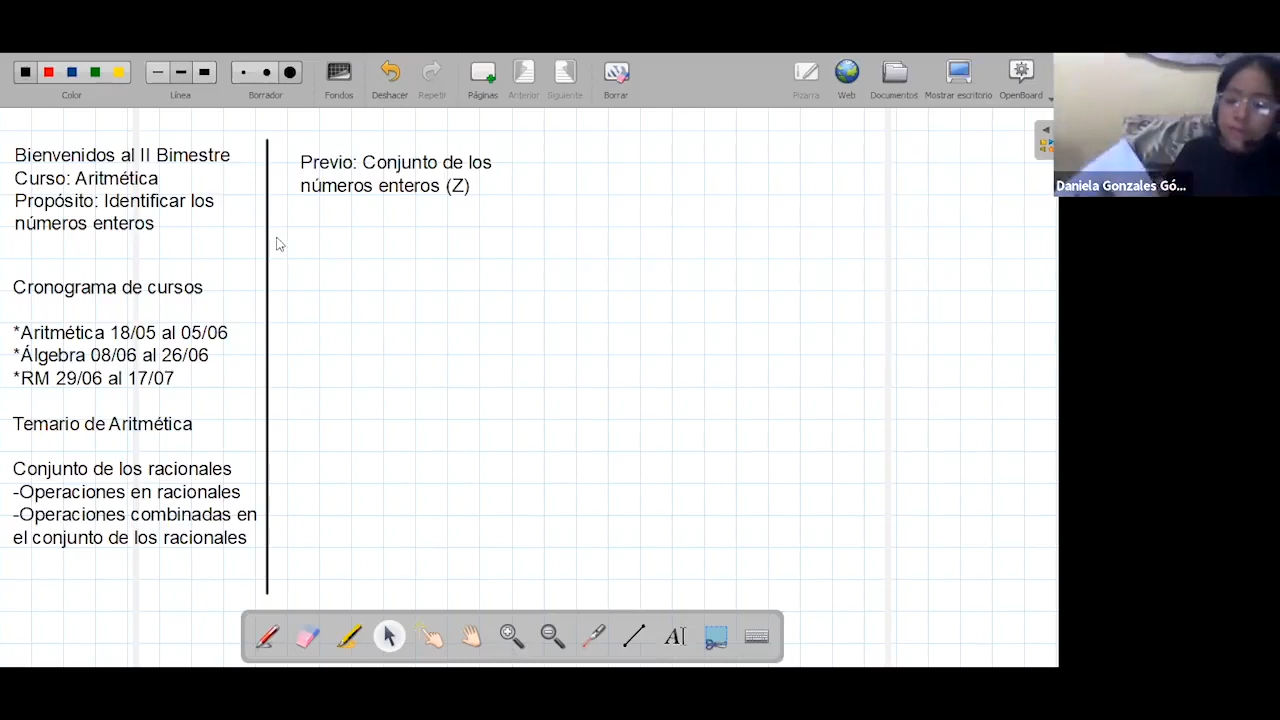 Color
Línea
Borrador
Fondos
Deshacer
Repetir
Páginas
Anterior
Siguiente
Borrar
Pizarra
Web
Documentos
Mostrar escritorio
OpenBoard
Bienvenidos al II Bimestre
Curso: Aritmética
Propósito: Identificar los
números enteros
Cronograma de cursos
*Aritmética 18/05 al 05/06
*Álgebra 08/06 al 26/06
*RM 29/06 al 17/07
Temario de Aritmética
Conjunto de los racionales
-Operaciones en racionales
-Operaciones combinadas en
el conjunto de los racionales
Previo: Conjunto de los
números enteros (Z)
Daniela Gonzales Gó...